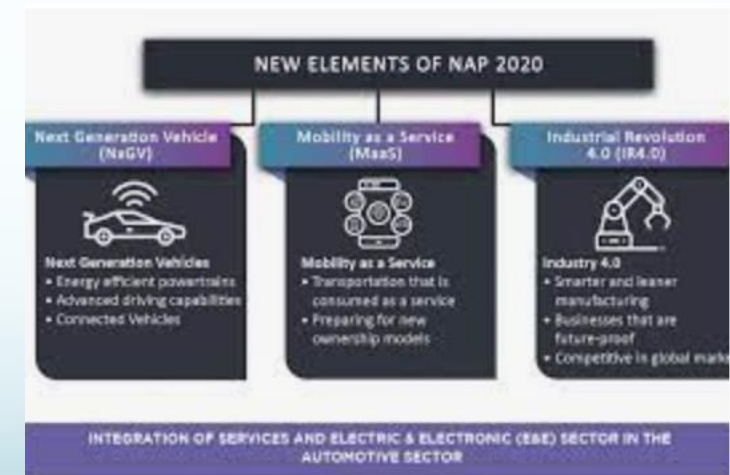 NEW ELEMENTS OF NAP 2020
Next Generation Vehicle
(NxGV)
Next Generation Vehicles
• Energy efficient powertrains
• Advanced driving capabilities
• Connected Vehicles
Mobility as a Service
(MaaS)
Mobility as a Service
• Transportation that is
consumed as a service
• Preparing for new
ownership models
Industrial Revolution
4.0 (IR4.0)
Industry 4.0
• Smarter and leaner
manufacturing
• Businesses that are
future-proof
• Competitive in global marke
INTEGRATION OF SERVICES AND ELECTRIC & ELECTRONIC (E&E) SECTOR IN THE
AUTOMOTIVE SECTOR